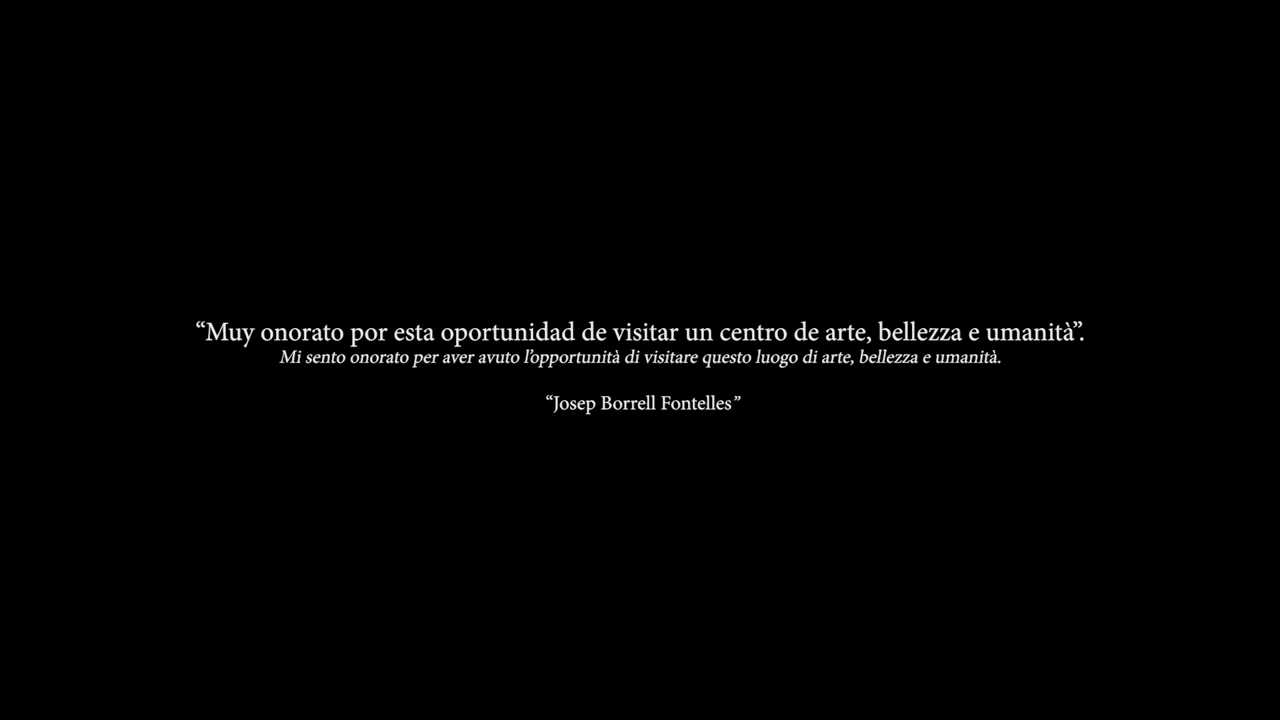 “Muy onorato por esta oportunidad de visitar un centro de arte, bellezza e umanità”.
Mi sento onorato per aver avuto l’opportunità di visitare questo luogo di arte, bellezza e umanità.
“Josep Borrell Fontelles”